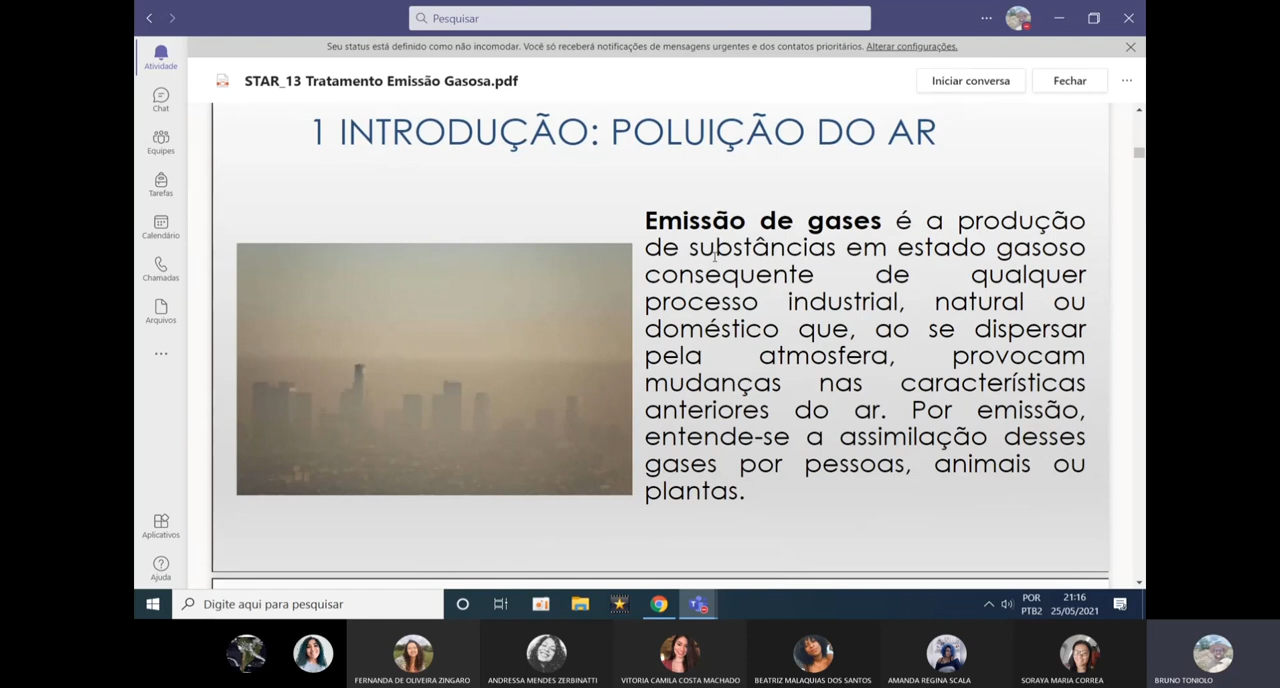 Pesquisar
Seu status está definido como não incomodar. Você só receberá notificações de mensagens urgentes e dos contatos prioritários. Alterar configurações.
Atividade
Chat
Equipes
Tarefas
Calendário
Chamadas
Arquivos
Aplicativos
Ajuda
STAR_13 Tratamento Emissão Gasosa.pdf
Iniciar conversa
Fechar
1 INTRODUÇÃO: POLUIÇÃO DO AR
Emissão de gases é a produção
de substâncias em estado gasoso
consequente de qualquer
processo industrial, natural ou
doméstico que, ao se dispersar
pela atmosfera, provocam
mudanças nas características
anteriores do ar. Por emissão,
entende-se a assimilação desses
gases por pessoas, animais ou
plantas.
Digite aqui para pesquisar
POR
PTB2
21:16
25/05/2021
FERNANDA DE OLIVEIRA ZINGARO
ANDRESSA MENDES ZERBINATTI
VITORIA CAMILA COSTA MACHADO
BEATRIZ MALAQUIAS DOS SANTOS
AMANDA REGINA SCALA
SORAYA MARIA CORREA
BRUNO TONIOLO